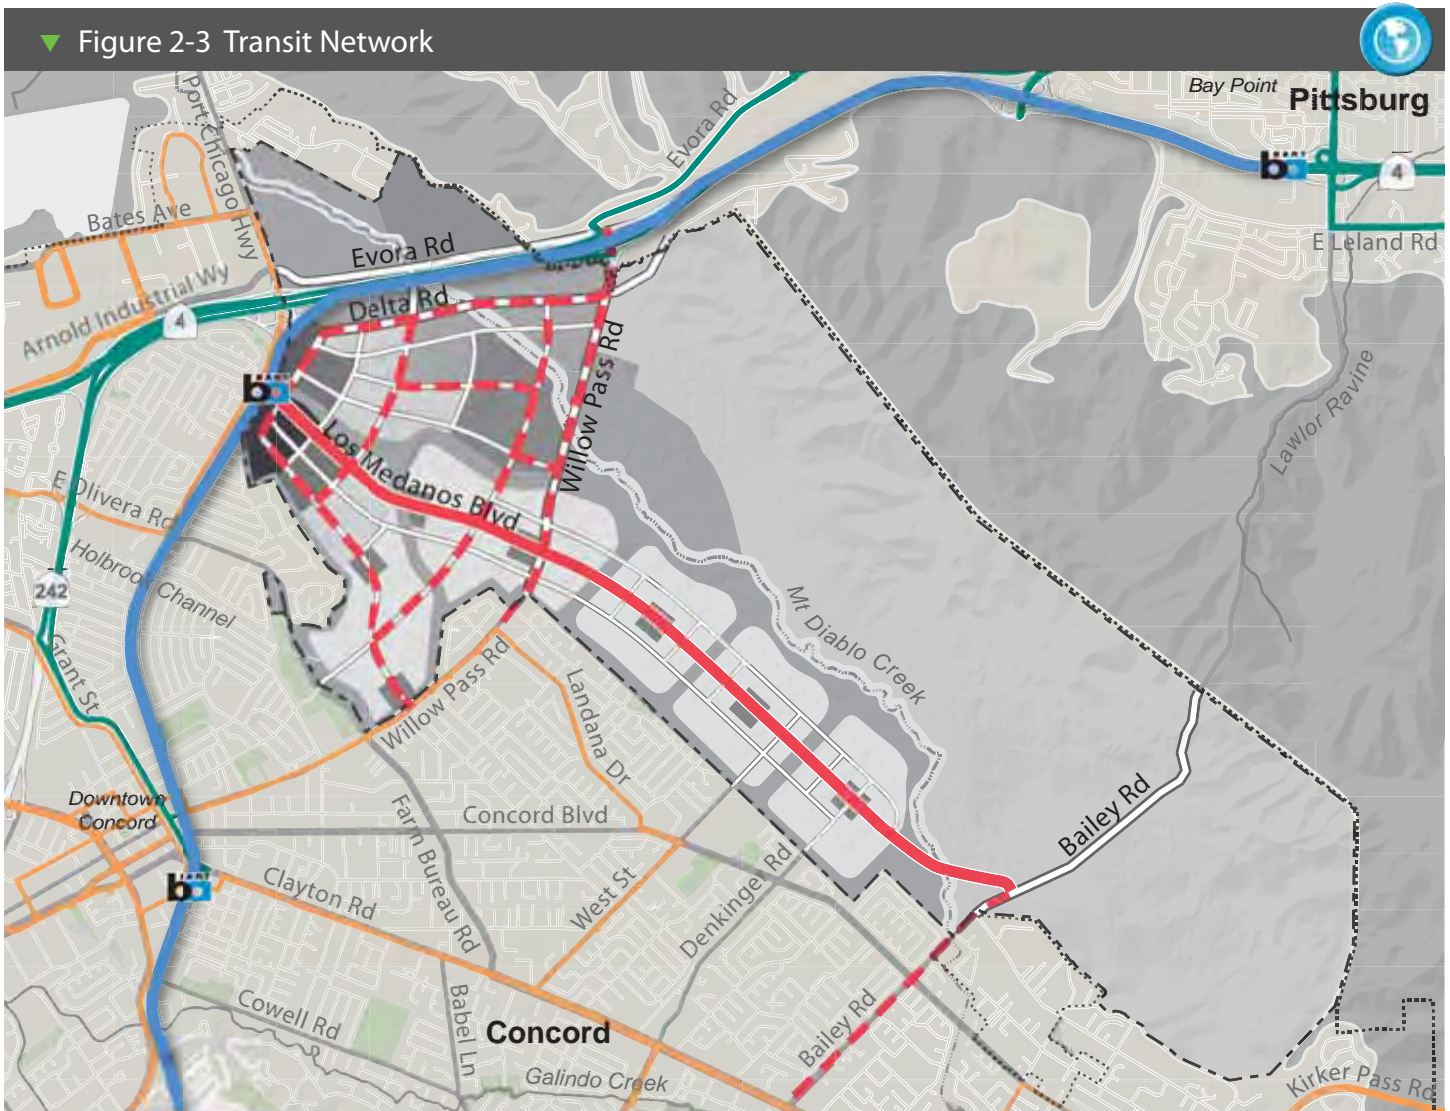 Figure 2-3 Transit Network
Bay Point
Pittsburg
Port Chicago Hwy
Evora Rd
4
Bates Ave
Evora Rd
E Leland Rd
Arnold Industrial Wy
4
Delta Rd
Willow Pass Rd
BART
Los Medanos Blvd
Lawlor Ravine
E Olivera Rd
Holbrook Channel
242
Mt Diablo Creek
Grant St
Willow Pass Rd
Landana Dr
Downtown
Concord
Farm Bureau Rd
Concord Blvd
Bailey Rd
Clayton Rd
West St
Denkinger Rd
Cowell Rd
Babel Ln
Concord
Bailey Rd
Galindo Creek
Kirker Pass Rd